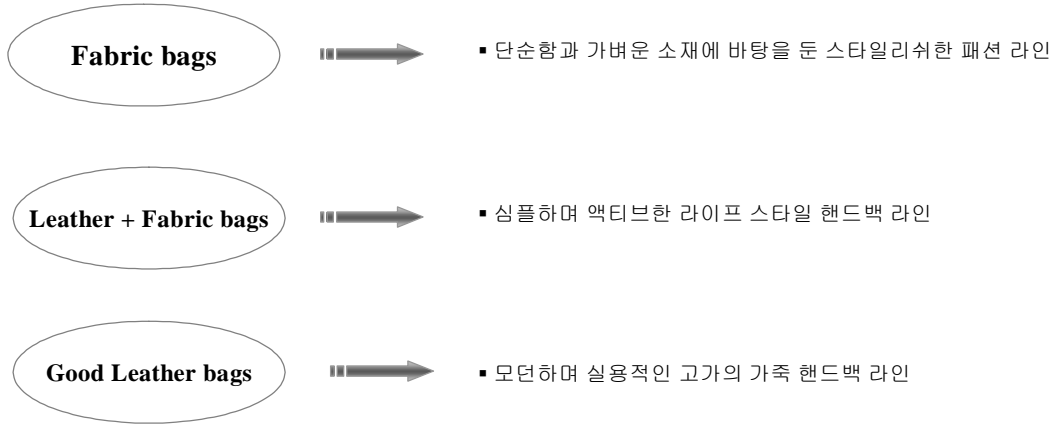 Fabric bags
▪ 단순함과 가벼운 소재에 바탕을 둔 스타일리쉬한 패션 라인
Leather + Fabric bags
▪ 심플하며 액티브한 라이프 스타일 핸드백 라인
Good Leather bags
▪ 모던하며 실용적인 고가의 가죽 핸드백 라인